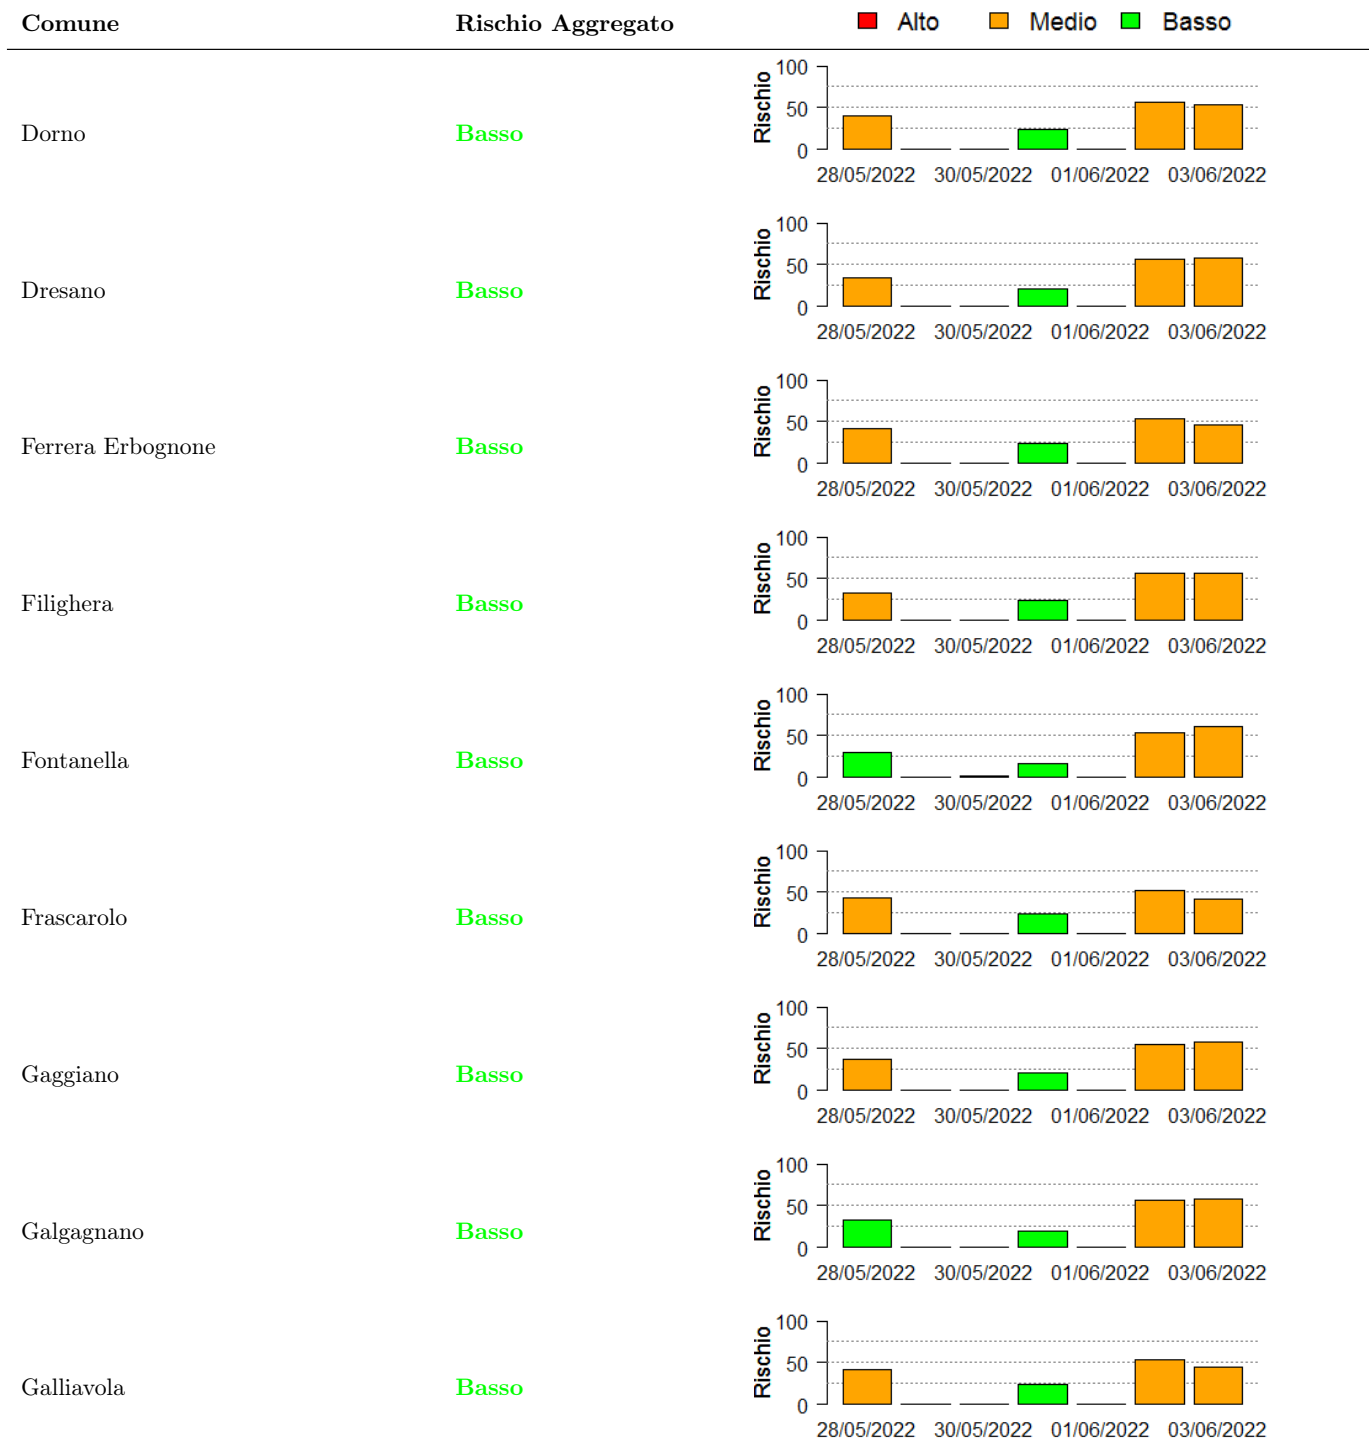 Comune Rischio Aggregato Alto Medio Basso
100
50
0
Rischio
Dorno Basso
28/05/2022 30/05/2022 01/06/2022 03/06/2022
100
50
0
Rischio
Dresano Basso
28/05/2022 30/05/2022 01/06/2022 03/06/2022
100
50
0
Rischio
Ferrera Erbognone Basso
28/05/2022 30/05/2022 01/06/2022 03/06/2022
100
50
0
Rischio
Filighera Basso
28/05/2022 30/05/2022 01/06/2022 03/06/2022
100
50
0
Rischio
Fontanella Basso
28/05/2022 30/05/2022 01/06/2022 03/06/2022
100
50
0
Rischio
Frascarolo Basso
28/05/2022 30/05/2022 01/06/2022 03/06/2022
100
50
0
Rischio
Gaggiano Basso
28/05/2022 30/05/2022 01/06/2022 03/06/2022
100
50
0
Rischio
Galgagnano Basso
28/05/2022 30/05/2022 01/06/2022 03/06/2022
100
50
0
Rischio
Galliavola Basso
28/05/2022 30/05/2022 01/06/2022 03/06/2022